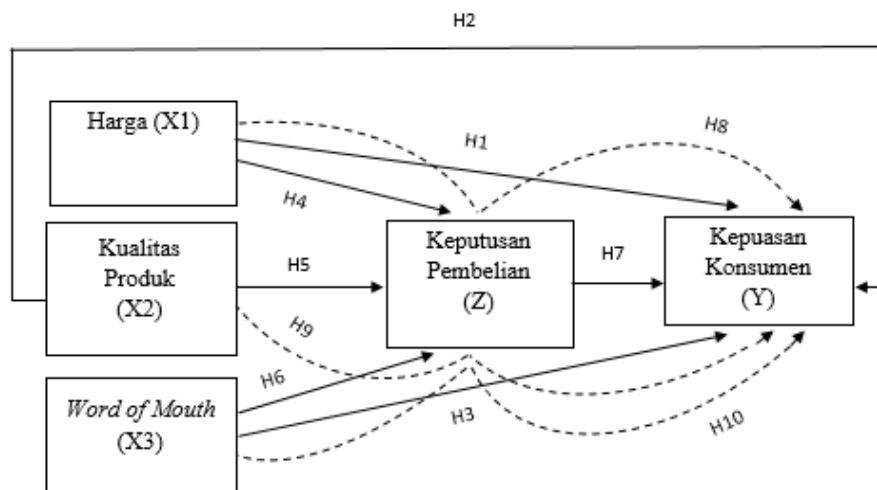 H2
Harga (X1)
H1
H8
H4
Kualitas
Produk
(X2)
H5
Keputusan
Pembelian
(Z)
H7
Kepuasan
Konsumen
(Y)
H9
H6
Word of Mouth
(X3)
H3
H10